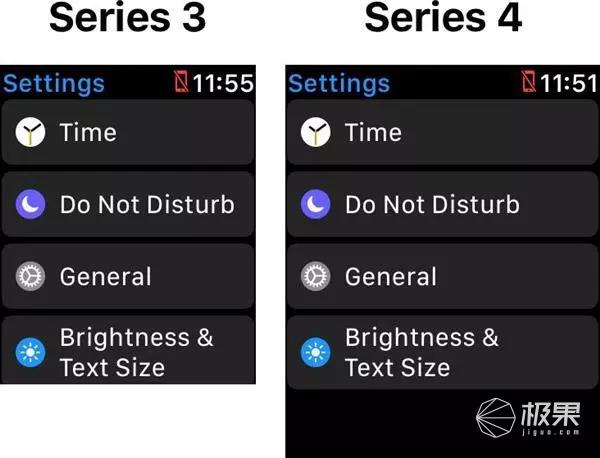 Series 3
Settings 11:55
Time
Do Not Disturb
General
Brightness &
Text Size
Series 4
Settings 11:51
Time
Do Not Disturb
General
Brightness &
Text Size
极果
jiguo.com